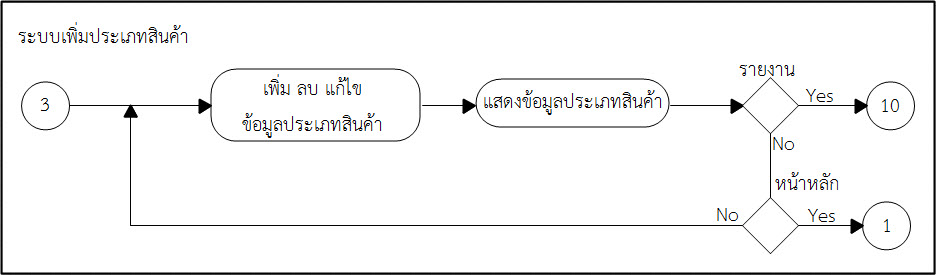 ระบบเพิ่มประเภทสินค้า
3
เพิ่ม ลบ แก้ไข
ข้อมูลประเภทสินค้า
แสดงข้อมูลประเภทสินค้า
รายงาน
Yes
10
No
หน้าหลัก
No
Yes
1